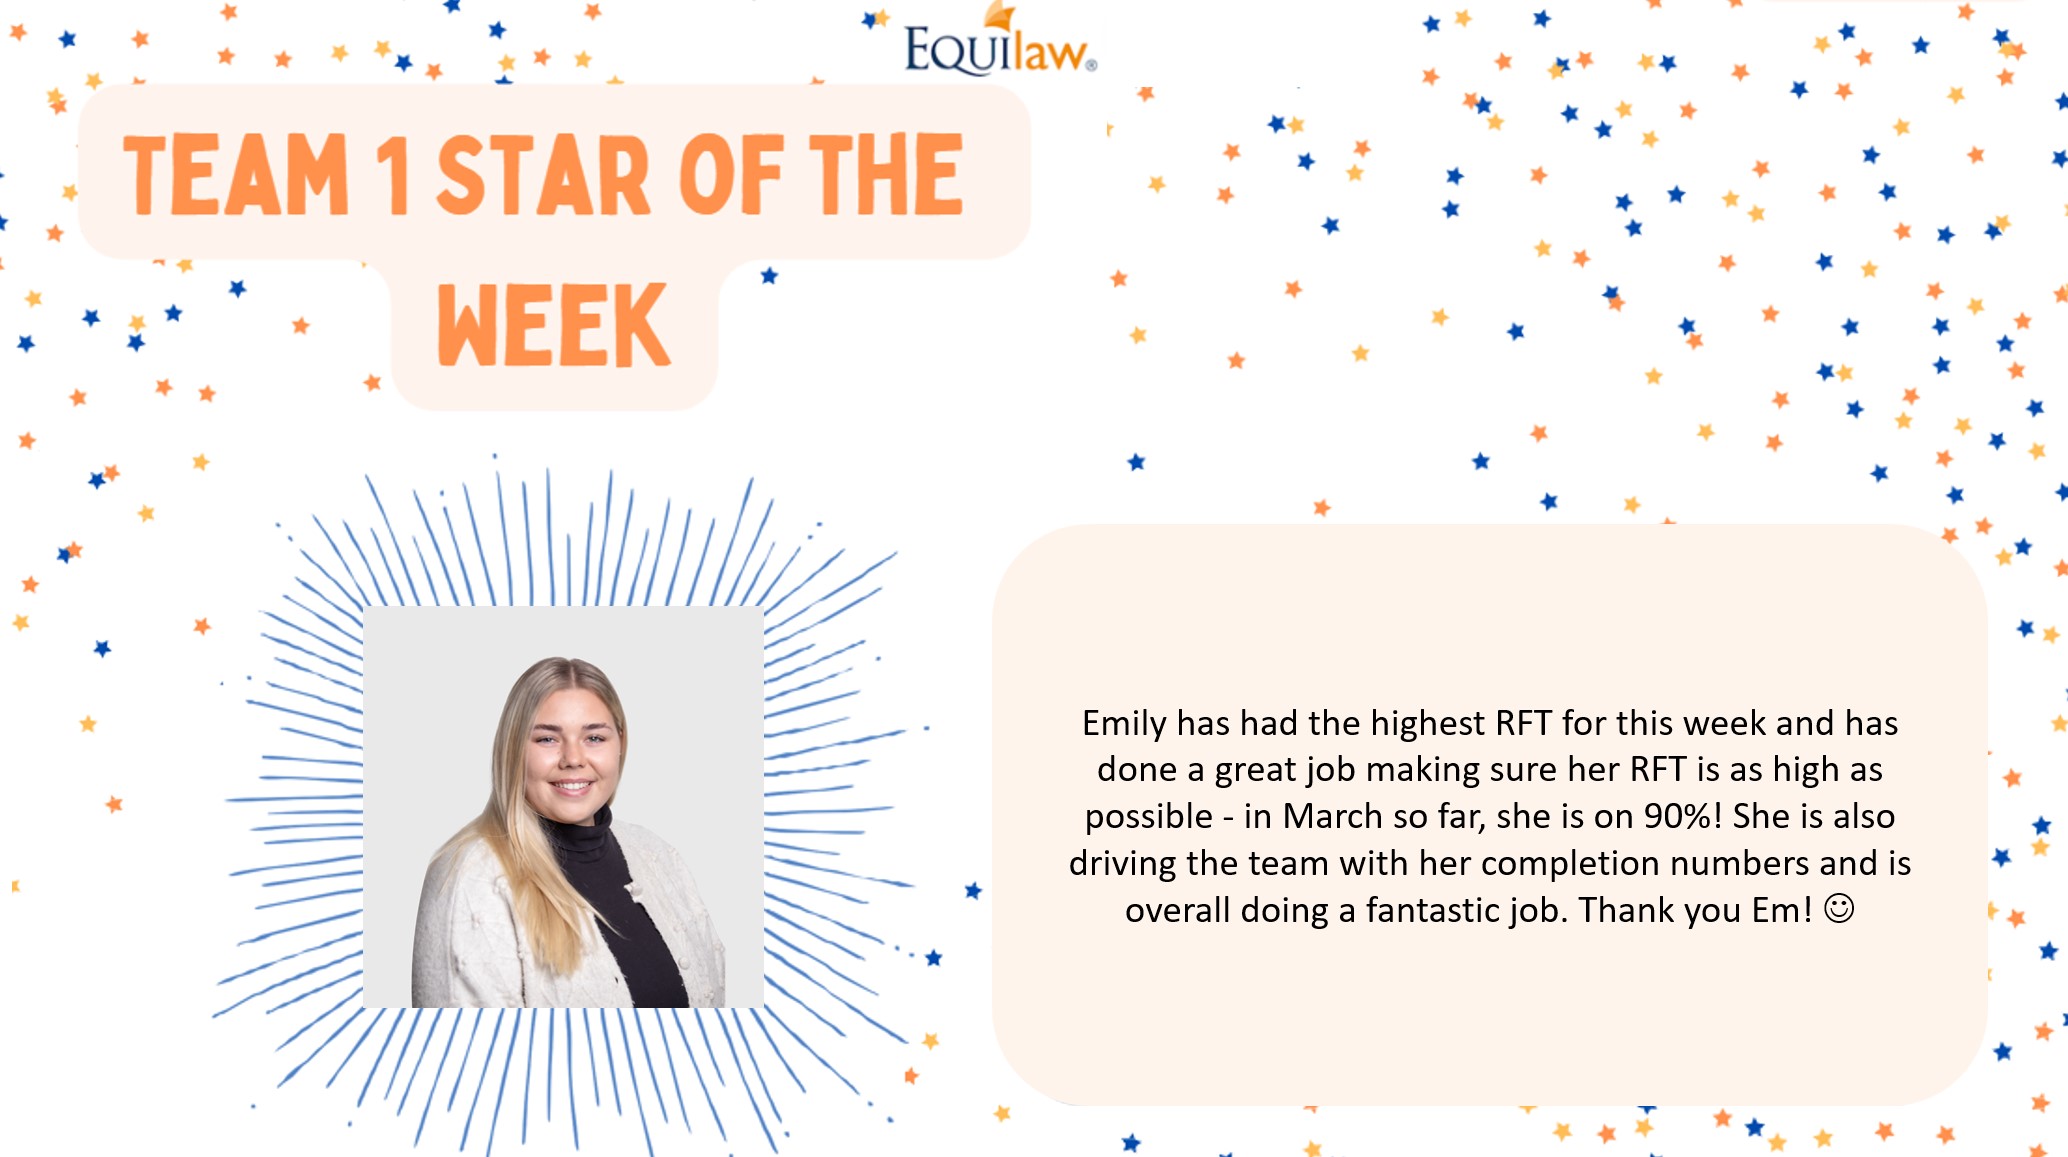 EQUIlaw®
TEAM 1 STAR OF THE
WEEK
Emily has had the highest RFT for this week and has
done a great job making sure her RFT is as high as
possible - in March so far, she is on 90%! She is also
driving the team with her completion numbers and is
overall doing a fantastic job. Thank you Em! ☺